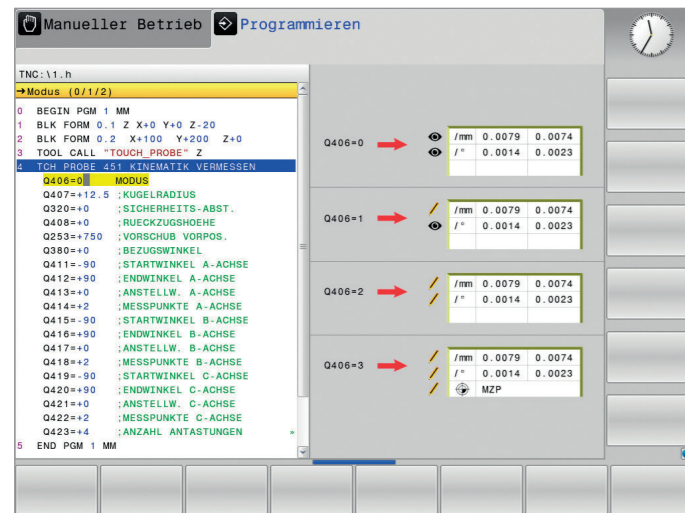 Manueller Betrieb Programmieren
TNC:\1.h
→Modus (0/1/2)
0 BEGIN PGM 1 MM
1 BLK FORM 0.1 Z X+0 Y+0 Z-20
2 BLK FORM 0.2 X+100 Y+200 Z+0
3 TOOL CALL "TOUCH_PROBE" Z
4 TCH PROBE 451 KINEMATIK VERMESSEN
Q406=0 MODUS
Q407=+12.5 ;KUGELRADIUS
Q320=+0 ;SICHERHEITS-ABST.
Q408=+0 ;RUECKZUGSHOEHE
Q253=+750 ;VORSCHUB VORPOS.
Q380=+0 ;BEZUGSWINKEL
Q411=-90 ;STARTWINKEL A-ACHSE
Q412=+90 ;ENDWINKEL A-ACHSE
Q413=+0 ;ANSTELLW. A-ACHSE
Q414=+2 ;MESSPUNKTE A-ACHSE
Q415=-90 ;STARTWINKEL B-ACHSE
Q416=+90 ;ENDWINKEL B-ACHSE
Q417=+0 ;ANSTELLW. B-ACHSE
Q418=+2 ;MESSPUNKTE B-ACHSE
Q419=-90 ;STARTWINKEL C-ACHSE
Q420=+90 ;ENDWINKEL C-ACHSE
Q421=+0 ;ANSTELLW. C-ACHSE
Q422=+2 ;MESSPUNKTE C-ACHSE
Q423=+4 ;ANZAHL ANTASTUNGEN »
5 END PGM 1 MM
Q406=0
/mm 0.0079 0.0074
/° 0.0014 0.0023
Q406=1
/mm 0.0079 0.0074
/° 0.0014 0.0023
Q406=2
/mm 0.0079 0.0074
/° 0.0014 0.0023
Q406=3
/mm 0.0079 0.0074
/° 0.0014 0.0023
MZP